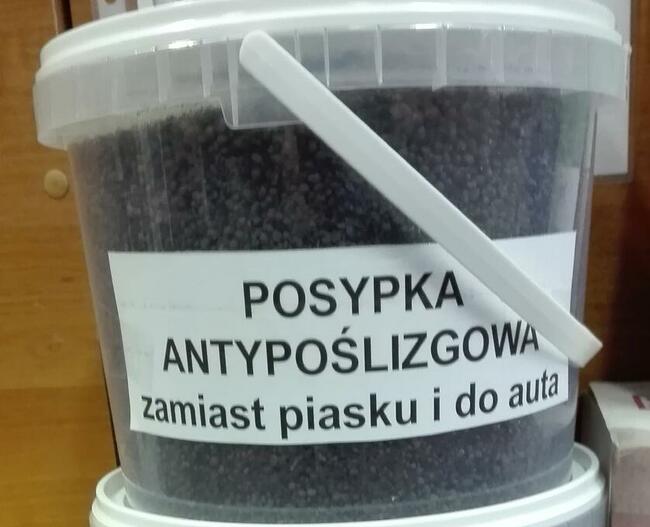 POSYPKA
ANTYPOŚLIZGOWA
zamiast piasku i do auta